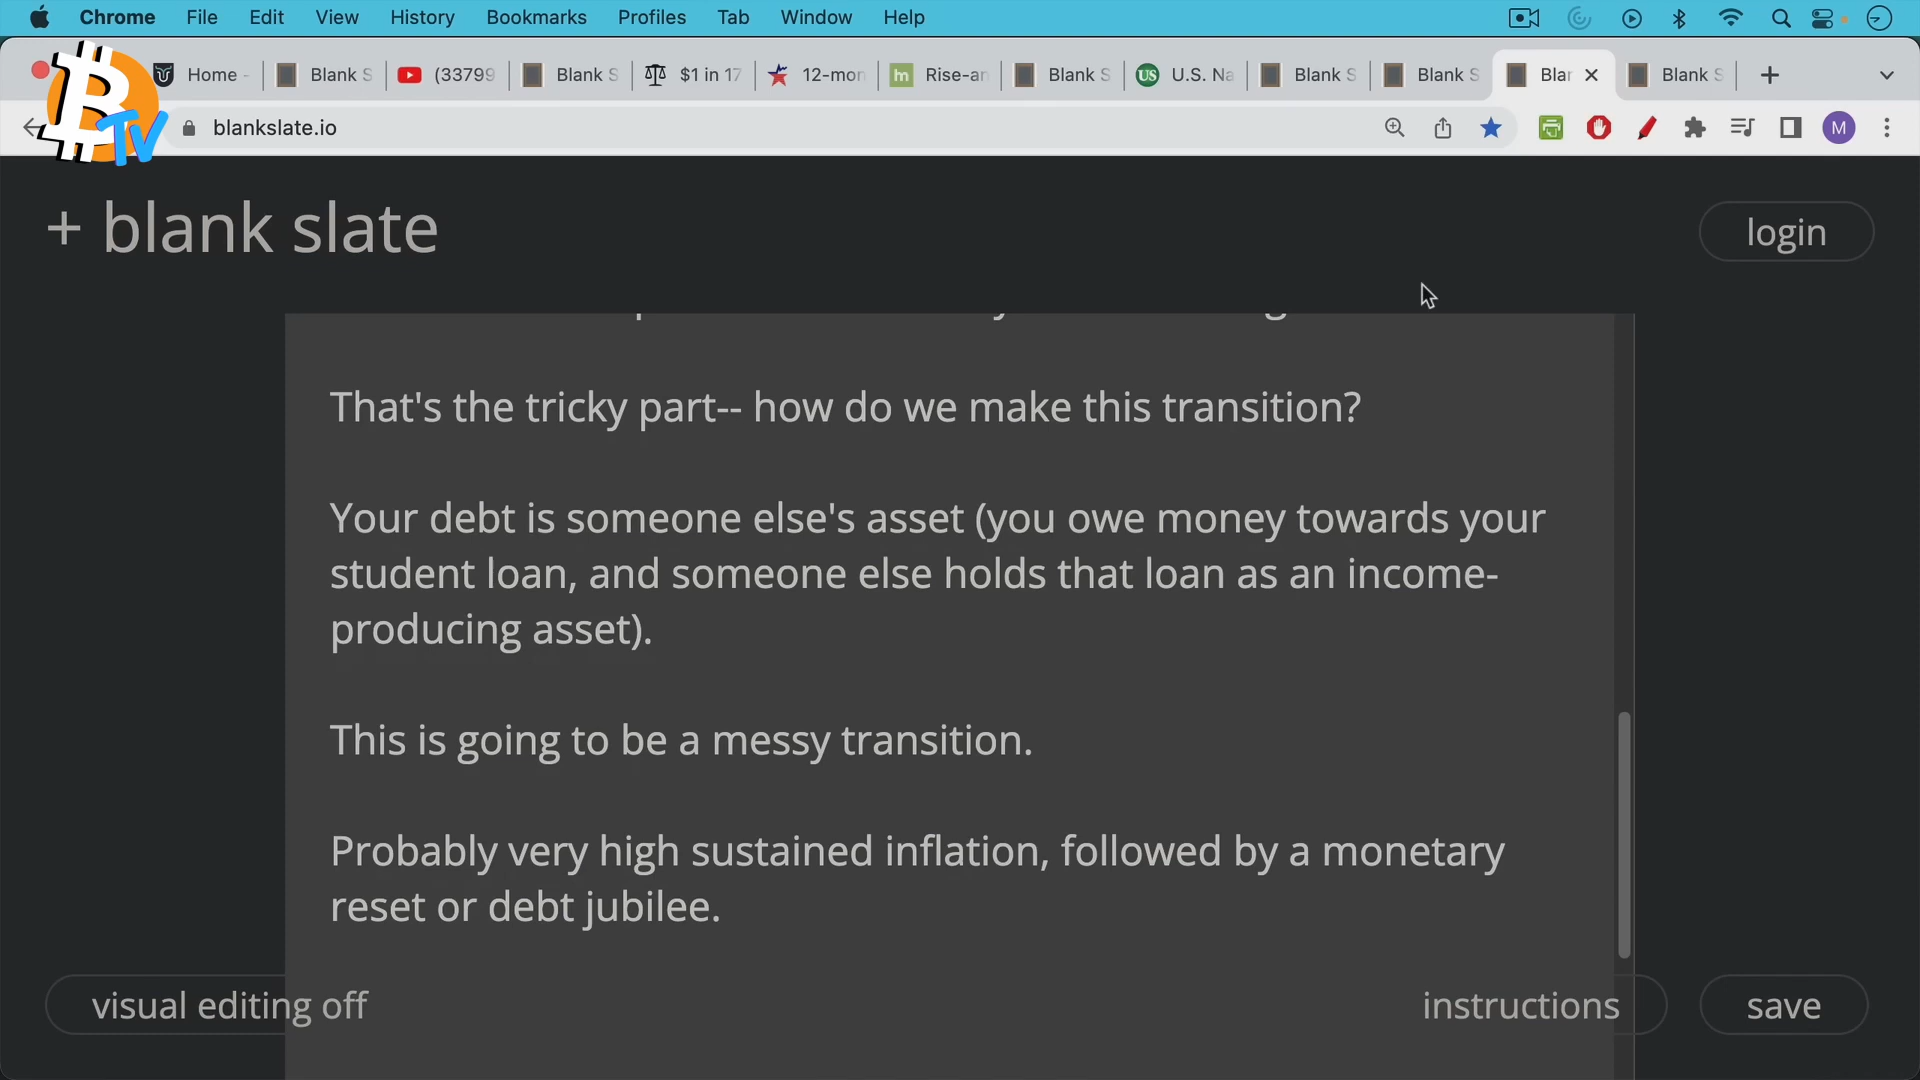 Chrome File Edit View History Bookmarks Profiles Tab Window Help
B TV Home - Blank S (33799 Blank S $1 in 17 12-mon h Rise-an Blank S US U.S. Na Blank S Blank S Blan Blank S
blankslate.io M
+ blank slate login
That's the tricky part-- how do we make this transition?
Your debt is someone else's asset (you owe money towards your
student loan, and someone else holds that loan as an income-
producing asset).
This is going to be a messy transition.
Probably very high sustained inflation, followed by a monetary
reset or debt jubilee.
visual editing off instructions save